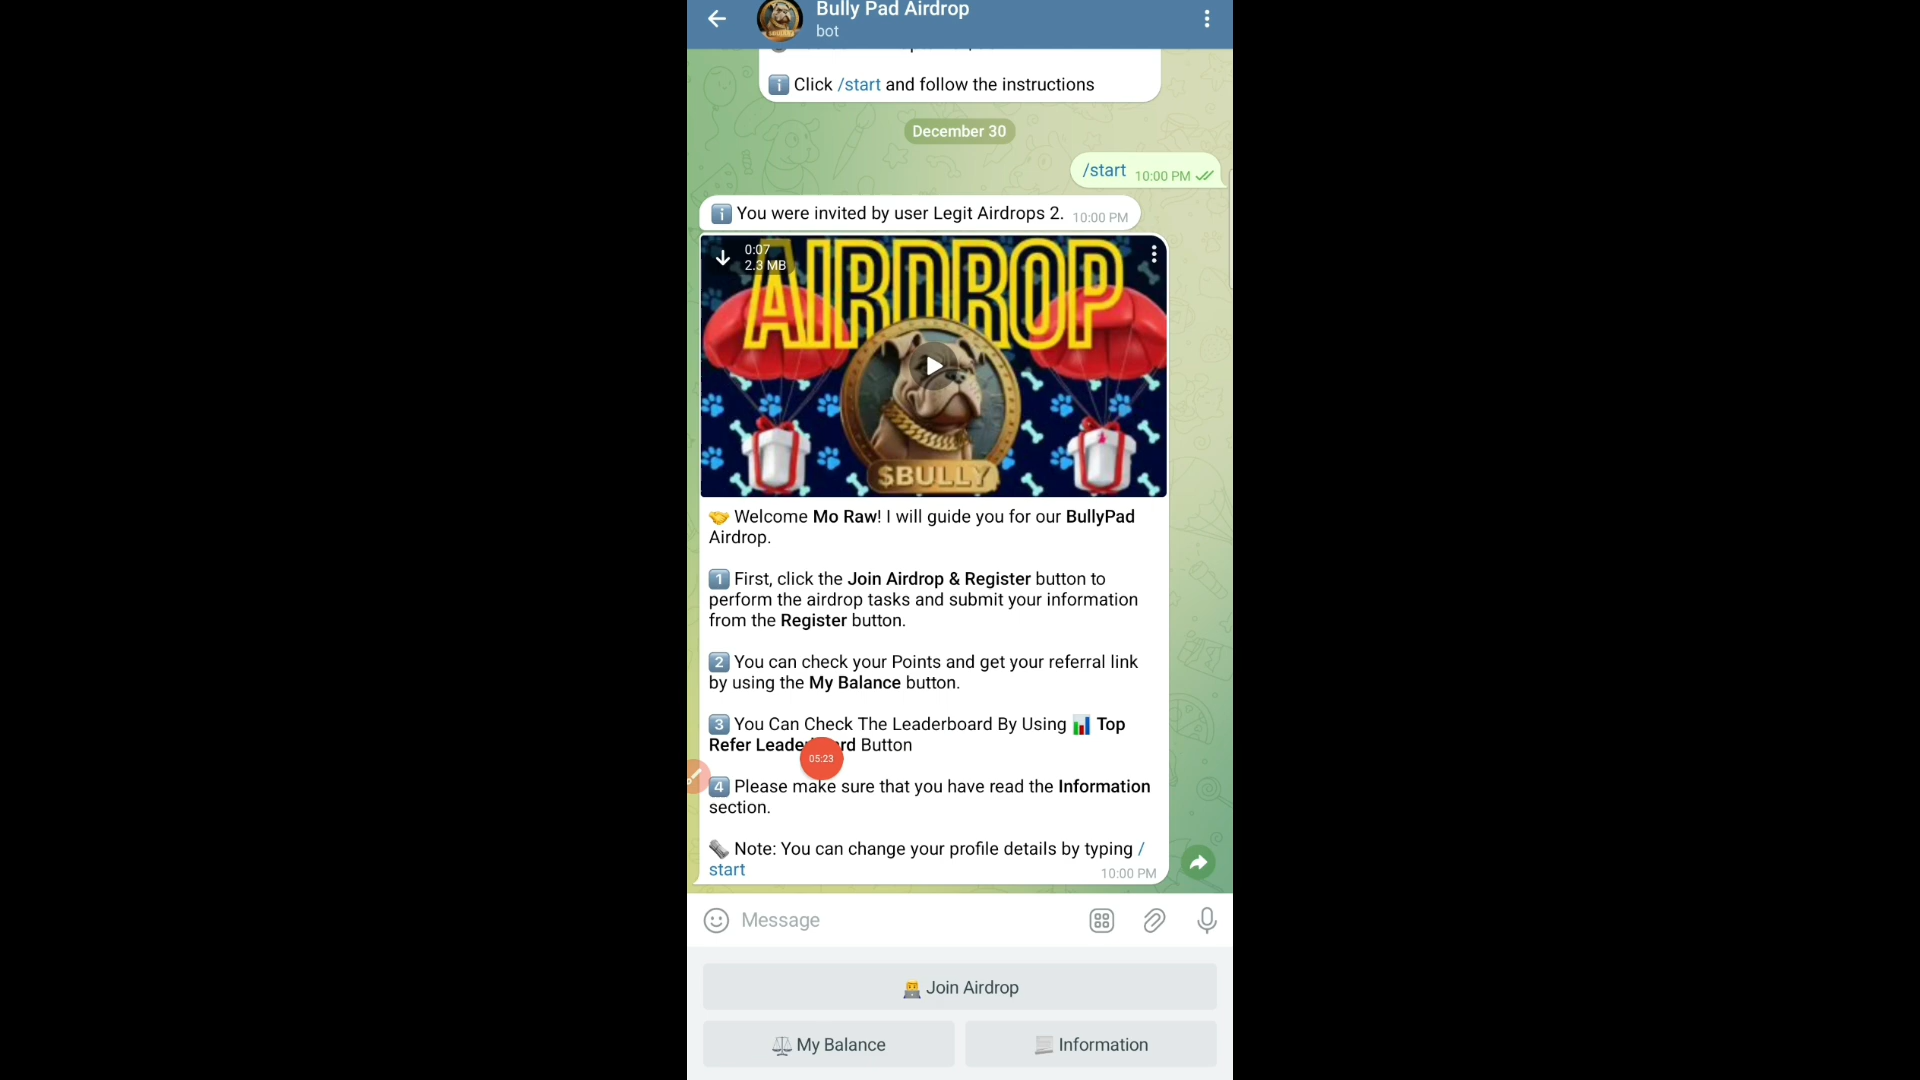 Bully Pad Airdrop
bot
ℹ️ Click /start and follow the instructions
December 30
/start 10:00 PM
ℹ️ You were invited by user Legit Airdrops 2. 10:00 PM
0:07
2.3 MB
AIRDROP
$BULLY
🤝 Welcome Mo Raw! I will guide you for our BullyPad
Airdrop.
1️⃣ First, click the Join Airdrop & Register button to
perform the airdrop tasks and submit your information
from the Register button.
2️⃣ You can check your Points and get your referral link
by using the My Balance button.
3️⃣ You Can Check The Leaderboard By Using 📊 Top
Refer Leaderboard Button
05:23
4️⃣ Please make sure that you have read the Information
section.
🗞 Note: You can change your profile details by typing /
start 10:00 PM
Message
👨‍💻 Join Airdrop
⚖️ My Balance
📃 Information